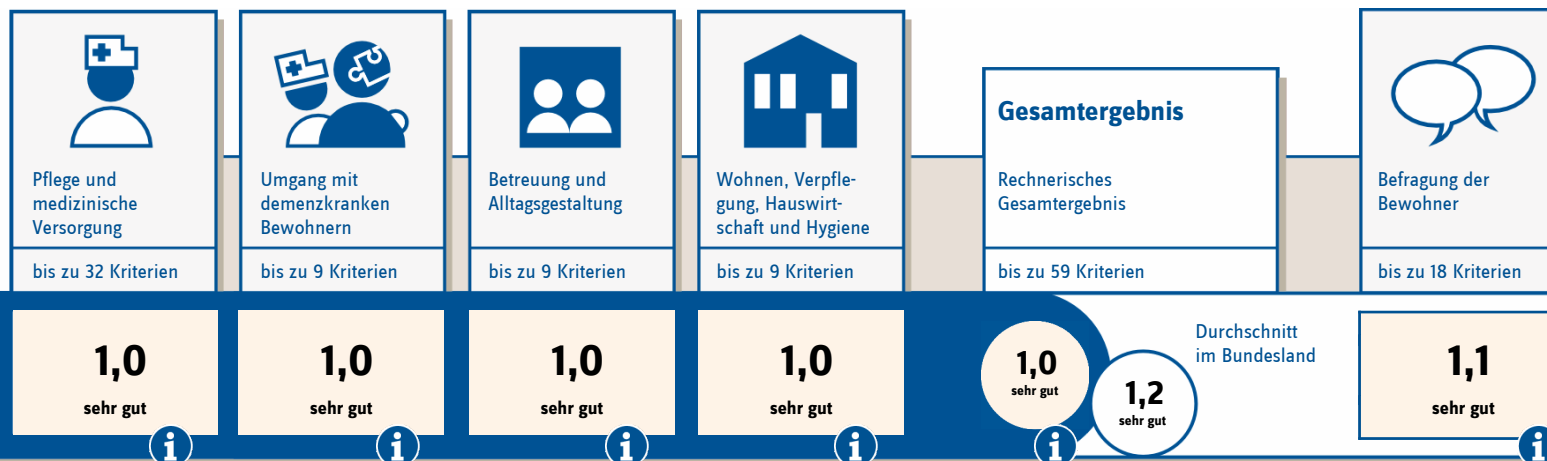 Pflege und
medizinische
Versorgung
bis zu 32 Kriterien
1,0
sehr gut
i
Umgang mit
demenzkranken
Bewohnern
bis zu 9 Kriterien
1,0
sehr gut
i
Betreuung und
Alltagsgestaltung
bis zu 9 Kriterien
1,0
sehr gut
i
Wohnen, Verpfle-
gung, Hauswirt-
schaft und Hygiene
bis zu 9 Kriterien
1,0
sehr gut
i
Gesamtergebnis
Rechnerisches
Gesamtergebnis
bis zu 59 Kriterien
1,0
sehr gut
i
Durchschnitt
im Bundesland
1,2
sehr gut
Befragung der
Bewohner
bis zu 18 Kriterien
1,1
sehr gut
i